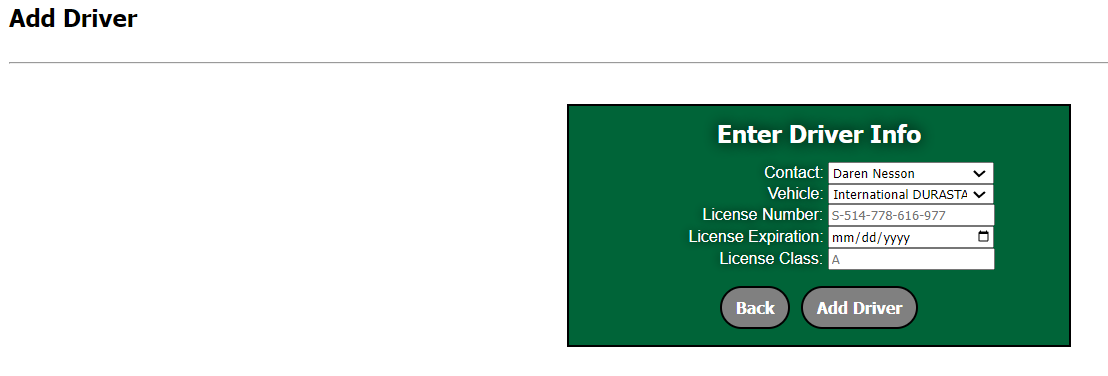 Add Driver
Enter Driver Info
Contact: Daren Nesson
Vehicle: International DURASTA
License Number: S-514-778-616-977
License Expiration: mm/dd/yyyy
License Class: A
Back Add Driver